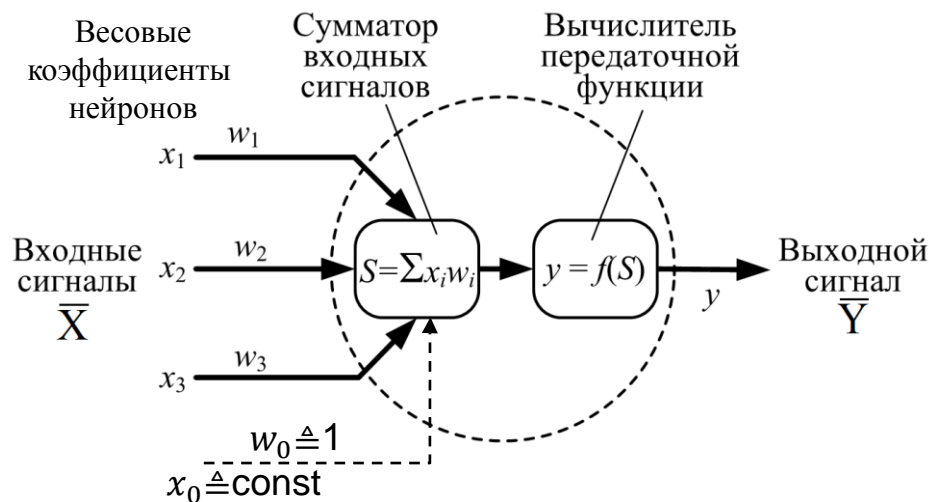 Весовые
коэффициенты
нейронов
Сумматор
входных
сигналов
Вычислитель
передаточной
функции
x₁
w₁
Входные
сигналы
X̅
x₂
w₂
S=∑xᵢwᵢ
y = f(S)
y
Выходной
сигнал
Y̅
x₃
w₃
w₀≜1
x₀≜const